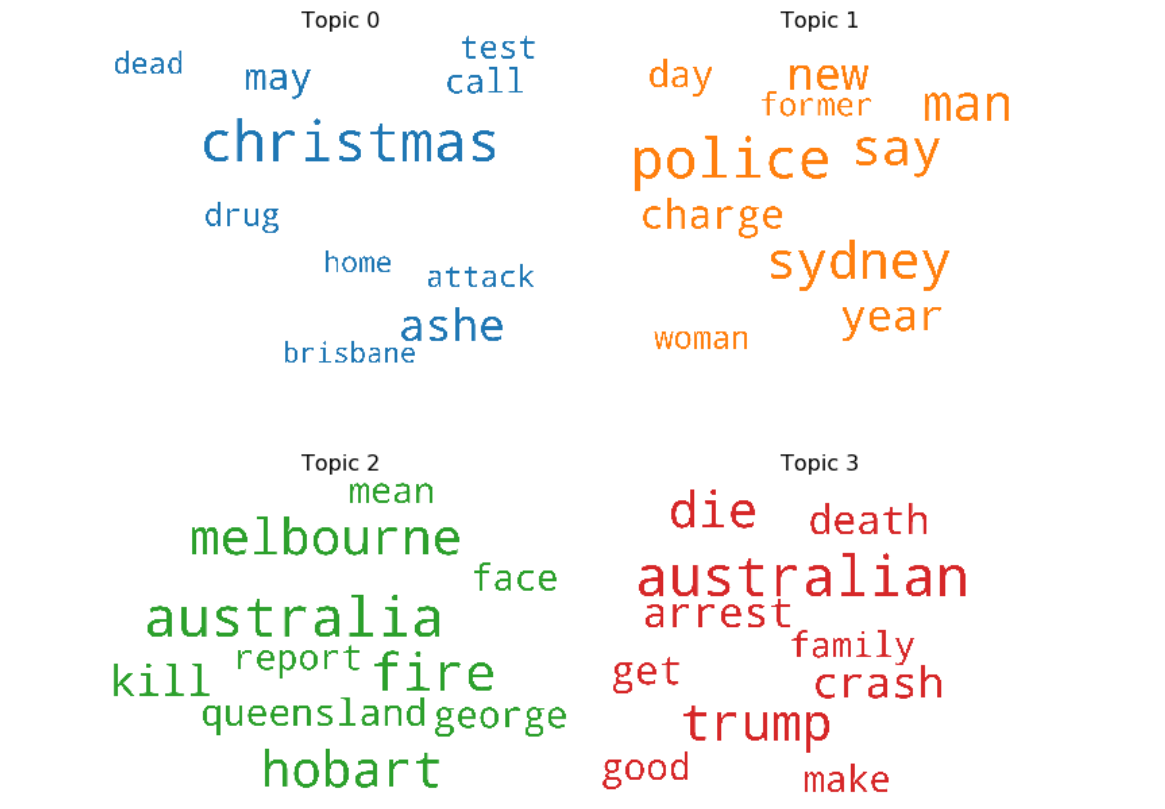 Topic 0
dead
test
may
call
christmas
drug
home
attack
ashe
brisbane
Topic 1
day
new
former
man
police
say
charge
sydney
year
woman
Topic 2
mean
melbourne
face
australia
report
fire
kill
queensland
george
hobart
Topic 3
die
death
australian
arrest
family
get
crash
trump
good
make